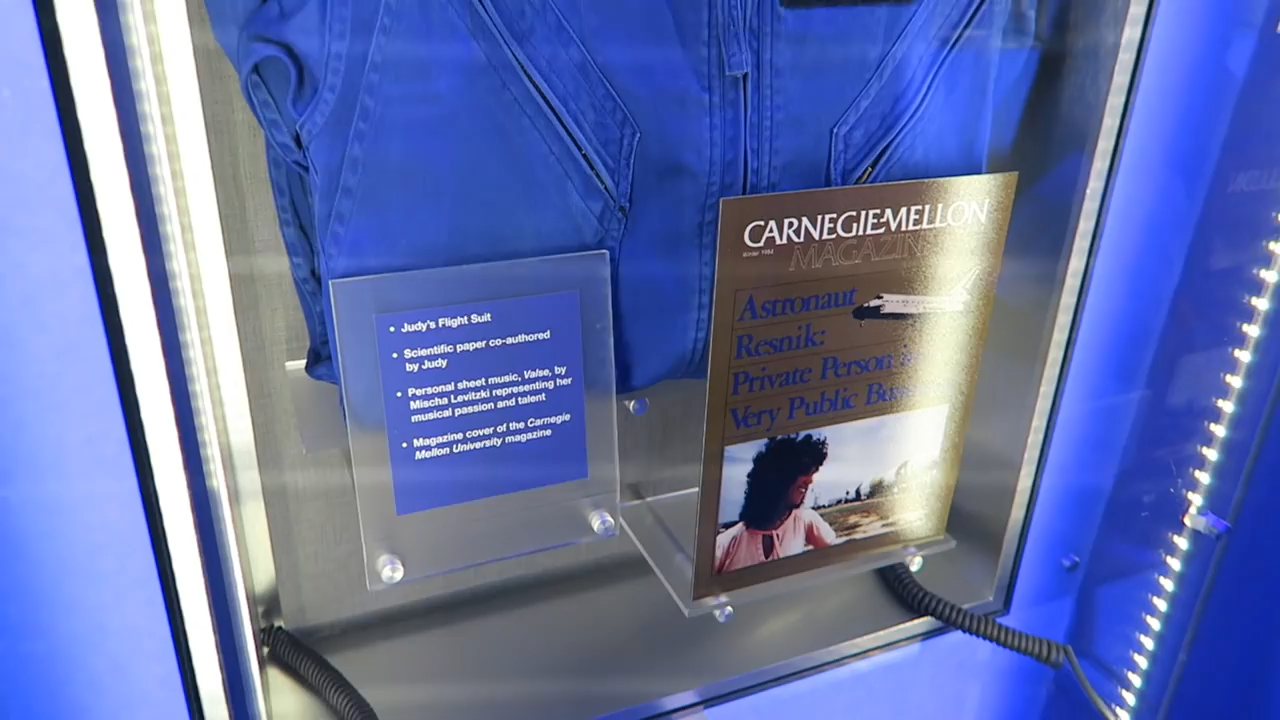 • Judy's Flight Suit
• Scientific paper co-authored
by Judy
• Personal sheet music, Valse, by
Mischa Levitzki representing her
musical passion and talent
• Magazine cover of the Carnegie
Mellon University magazine
CARNEGIE-MELLON
Winter 1984
MAGAZINE
Astronaut
Resnik:
Private Person
Very Public